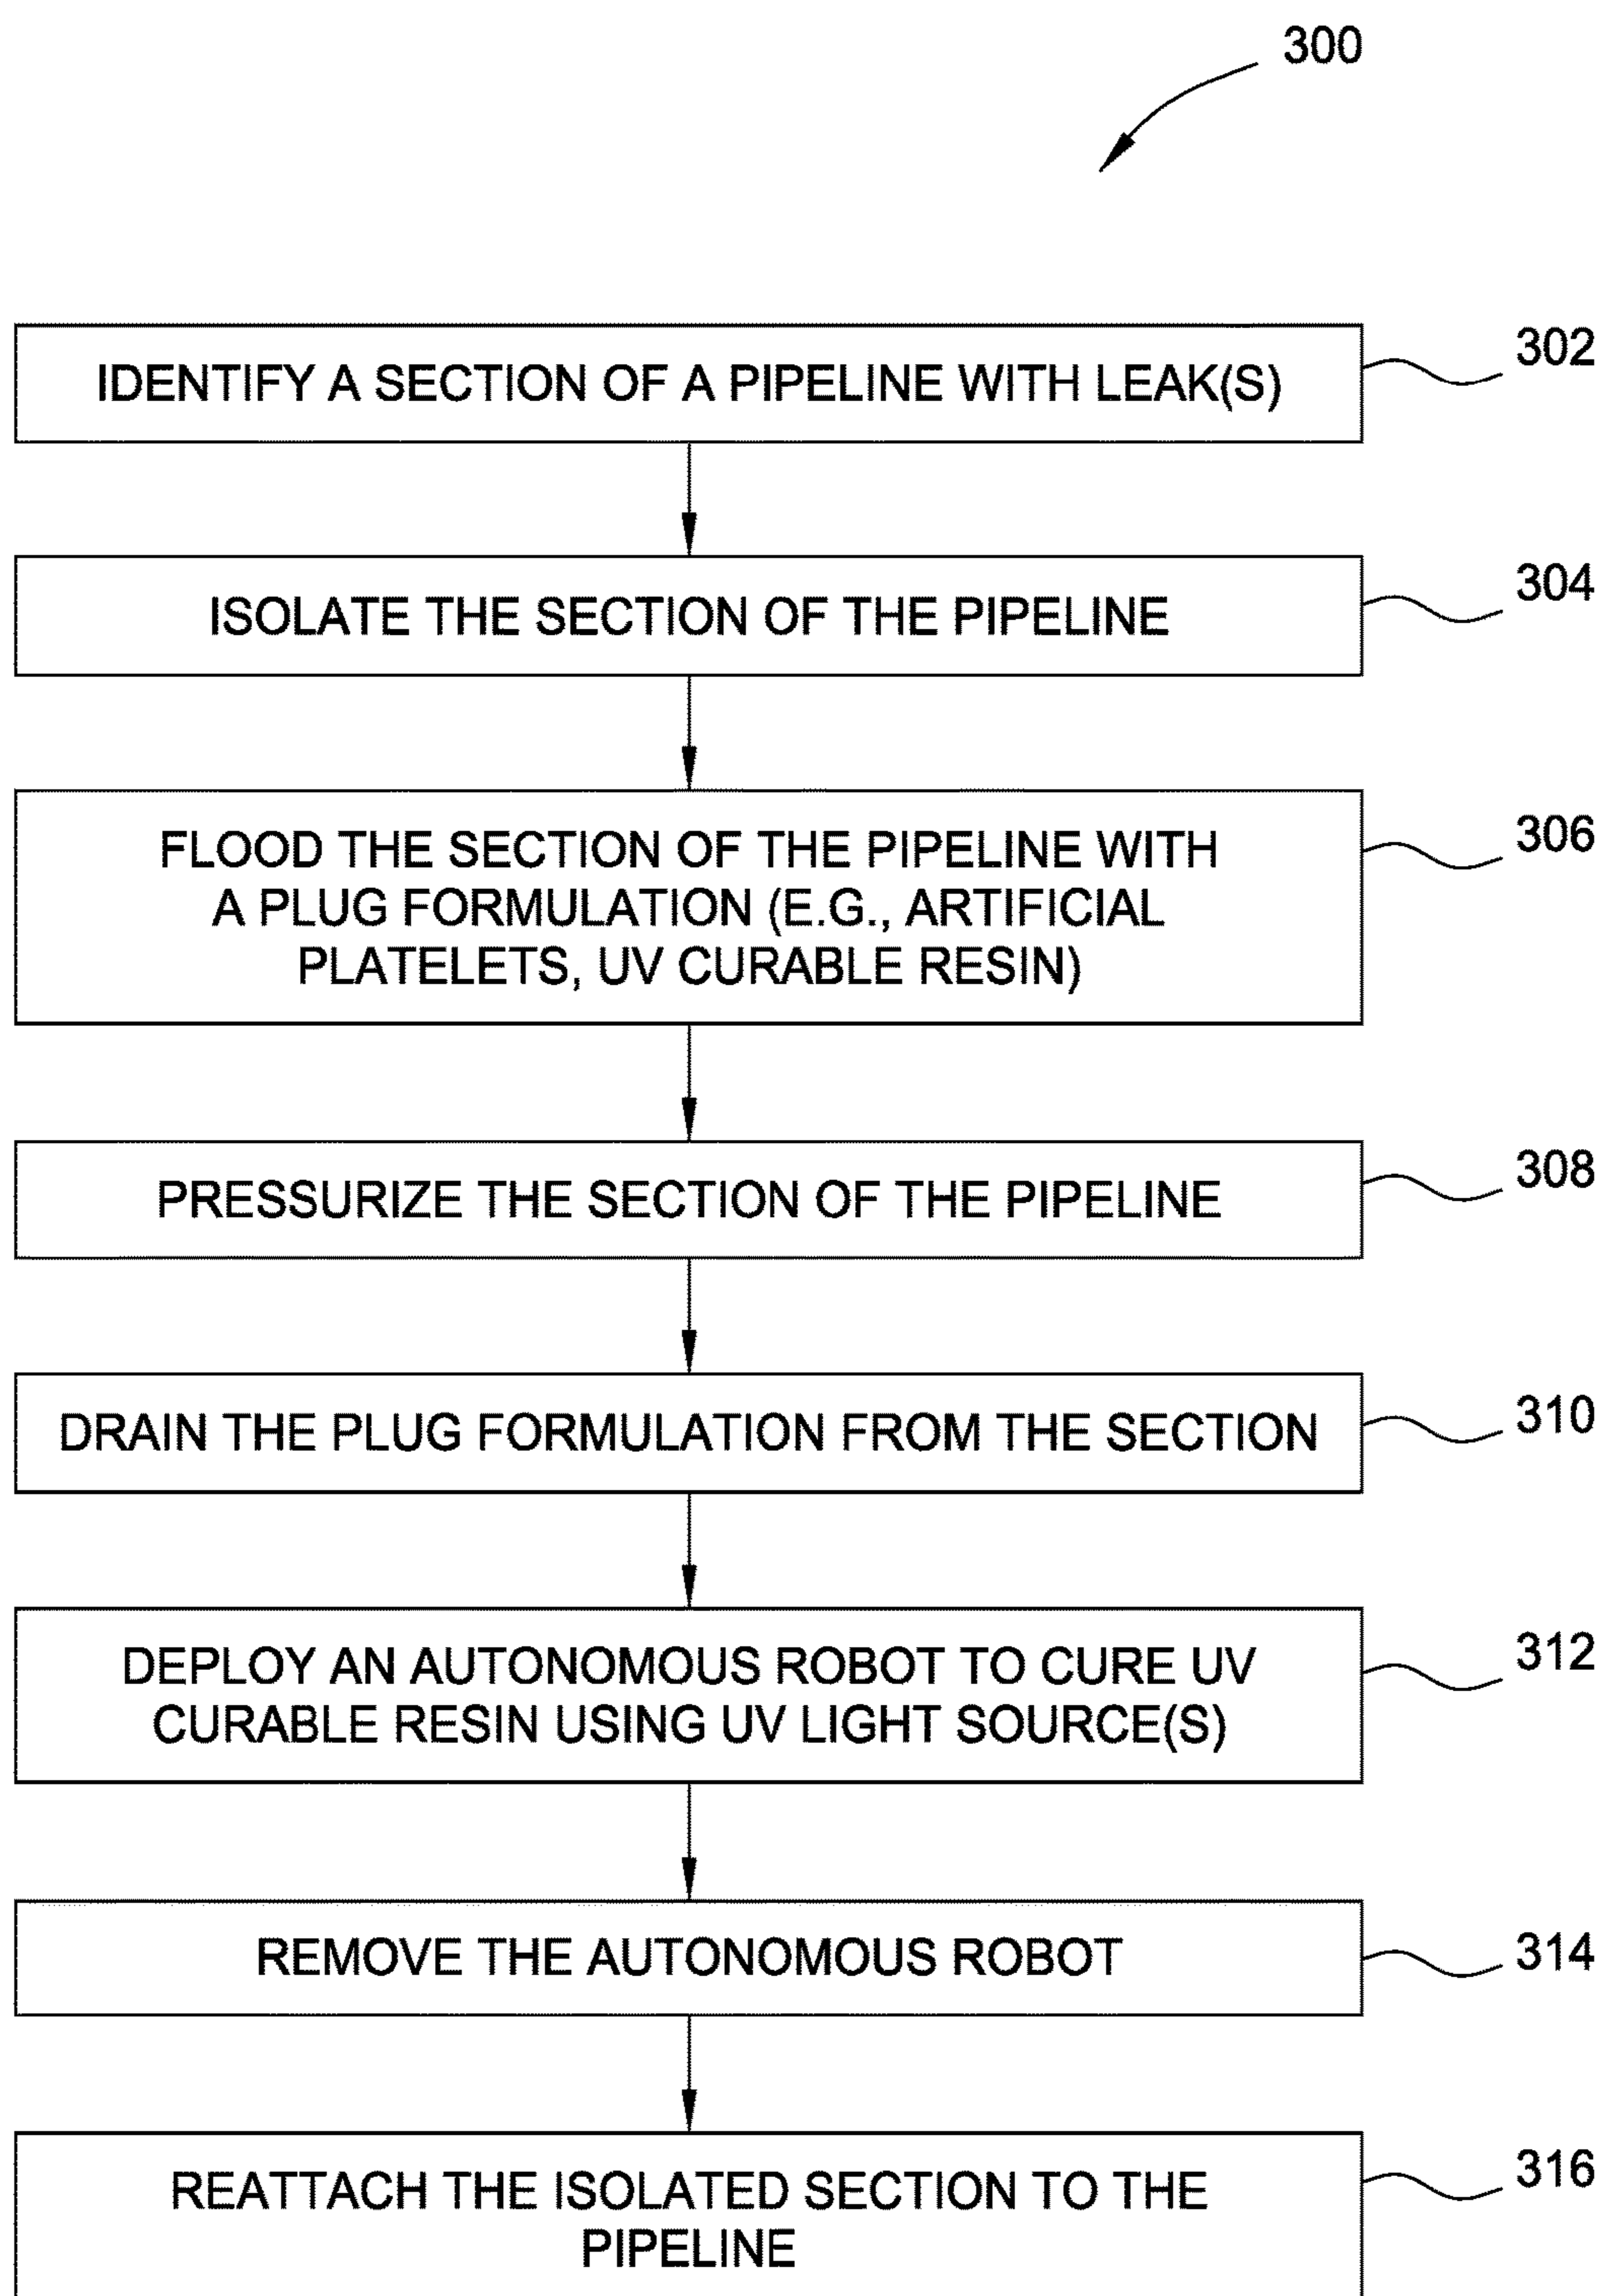 300
IDENTIFY A SECTION OF A PIPELINE WITH LEAK(S)
302
ISOLATE THE SECTION OF THE PIPELINE
304
FLOOD THE SECTION OF THE PIPELINE WITH
A PLUG FORMULATION (E.G., ARTIFICIAL
PLATELETS, UV CURABLE RESIN)
306
PRESSURIZE THE SECTION OF THE PIPELINE
308
DRAIN THE PLUG FORMULATION FROM THE SECTION
310
DEPLOY AN AUTONOMOUS ROBOT TO CURE UV
CURABLE RESIN USING UV LIGHT SOURCE(S)
312
REMOVE THE AUTONOMOUS ROBOT
314
REATTACH THE ISOLATED SECTION TO THE
PIPELINE
316